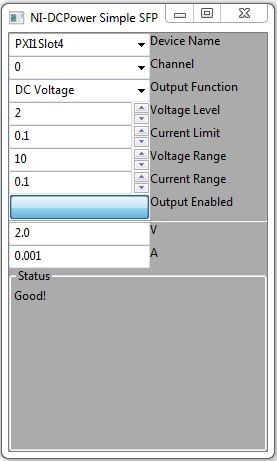 NI-DCPower Simple SFP
PXI1Slot4 Device Name
0 Channel
DC Voltage Output Function
2 Voltage Level
0.1 Current Limit
10 Voltage Range
0.1 Current Range
Output Enabled
2.0 V
0.001 A
Status
Good!